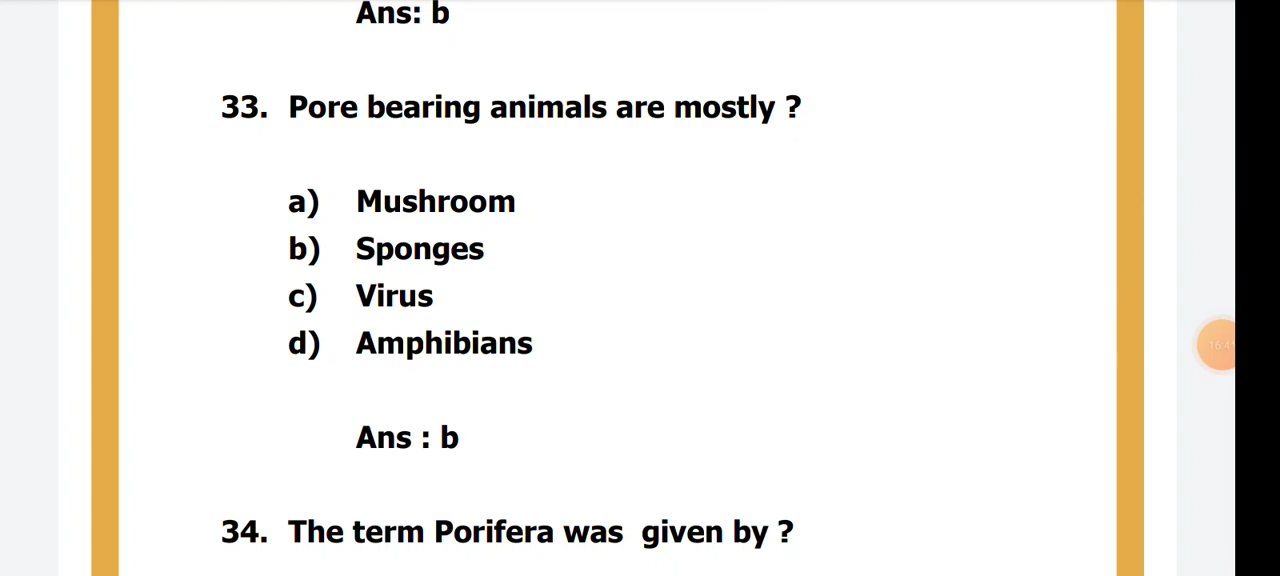 Ans: b
33. Pore bearing animals are mostly ?
a) Mushroom
b) Sponges
c) Virus
d) Amphibians
Ans : b
34. The term Porifera was given by ?